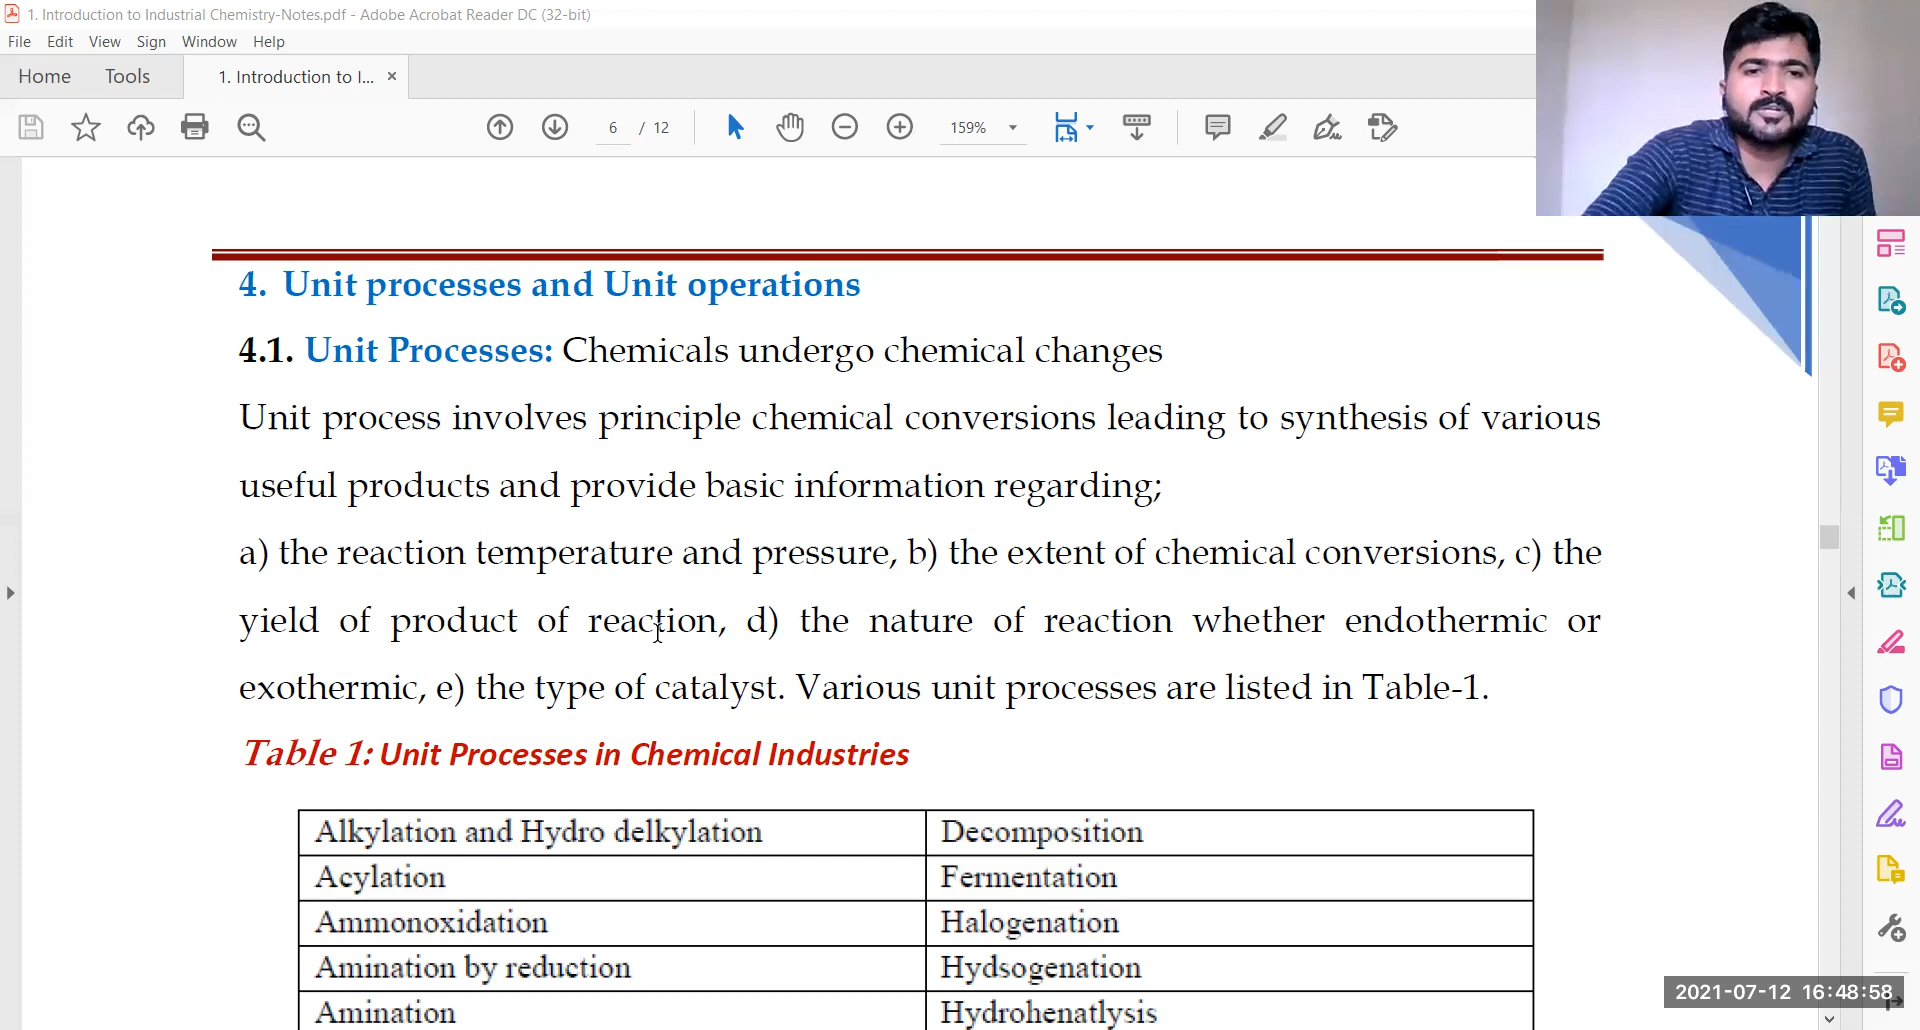 1. Introduction to Industrial Chemistry-Notes.pdf - Adobe Acrobat Reader DC (32-bit)
File Edit View Sign Window Help
Home Tools 1. Introduction to I... ×
6 / 12 159%
4. Unit processes and Unit operations
4.1. Unit Processes: Chemicals undergo chemical changes
Unit process involves principle chemical conversions leading to synthesis of various
useful products and provide basic information regarding;
a) the reaction temperature and pressure, b) the extent of chemical conversions, c) the
yield of product of reaction, d) the nature of reaction whether endothermic or
exothermic, e) the type of catalyst. Various unit processes are listed in Table-1.
Table 1: Unit Processes in Chemical Industries
Alkylation and Hydro delkylation Decomposition
Acylation Fermentation
Ammonoxidation Halogenation
Amination by reduction Hydsogenation
Amination Hydrohenatlysis
2021-07-12 16:48:58